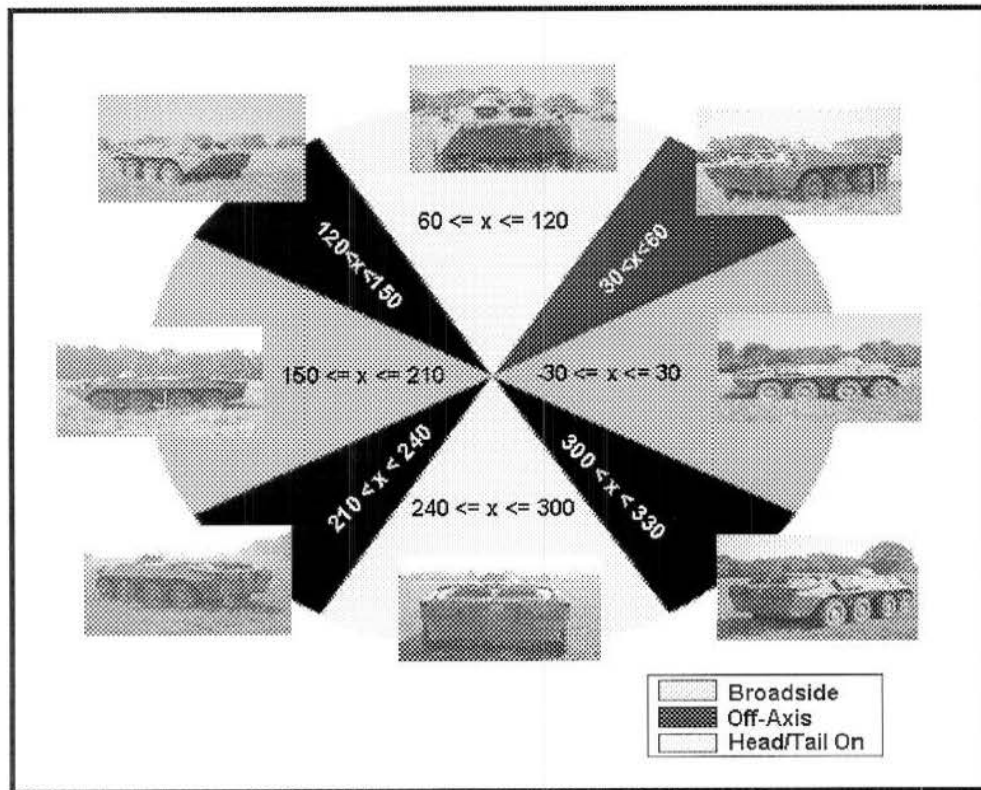 60 <= x <= 120
120<x<150
30 <x<60
150 <= x <= 210
-30 <= x <= 30
210 < x < 240
300 < x < 330
240 <= x <= 300
Broadside
Off-Axis
Head/Tail On